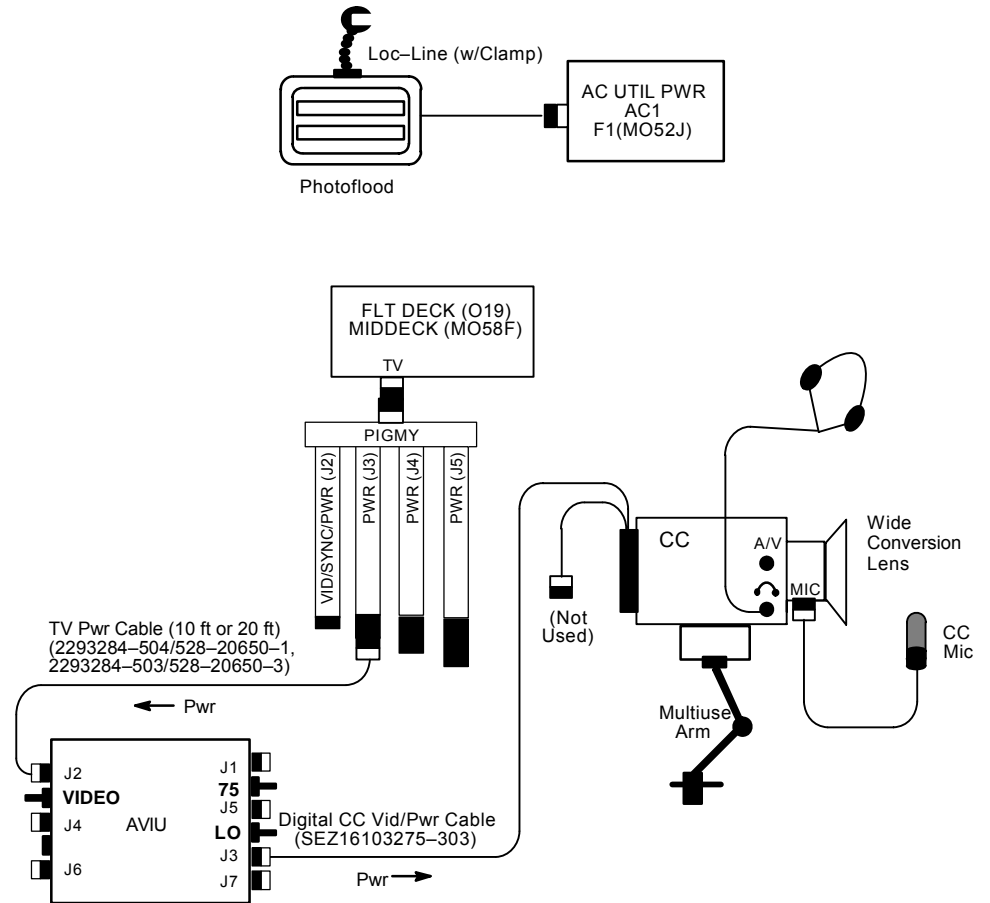 Loc–Line (w/Clamp)
AC UTIL PWR
AC1
F1(MO52J)
Photoflood
FLT DECK (O19)
MIDDECK (MO58F)
TV
PIGMY
VID/SYNC/PWR (J2)
PWR (J3)
PWR (J4)
PWR (J5)
CC
A/V
MIC
Wide
Conversion
Lens
(Not
Used)
CC
Mic
Multiuse
Arm
TV Pwr Cable (10 ft or 20 ft)
(2293284–504/528–20650–1,
2293284–503/528–20650–3)
Pwr
J2
VIDEO
J4
AVIU
J6
J1
75
J5
LO
J3
J7
Digital CC Vid/Pwr Cable
(SEZ16103275–303)
Pwr